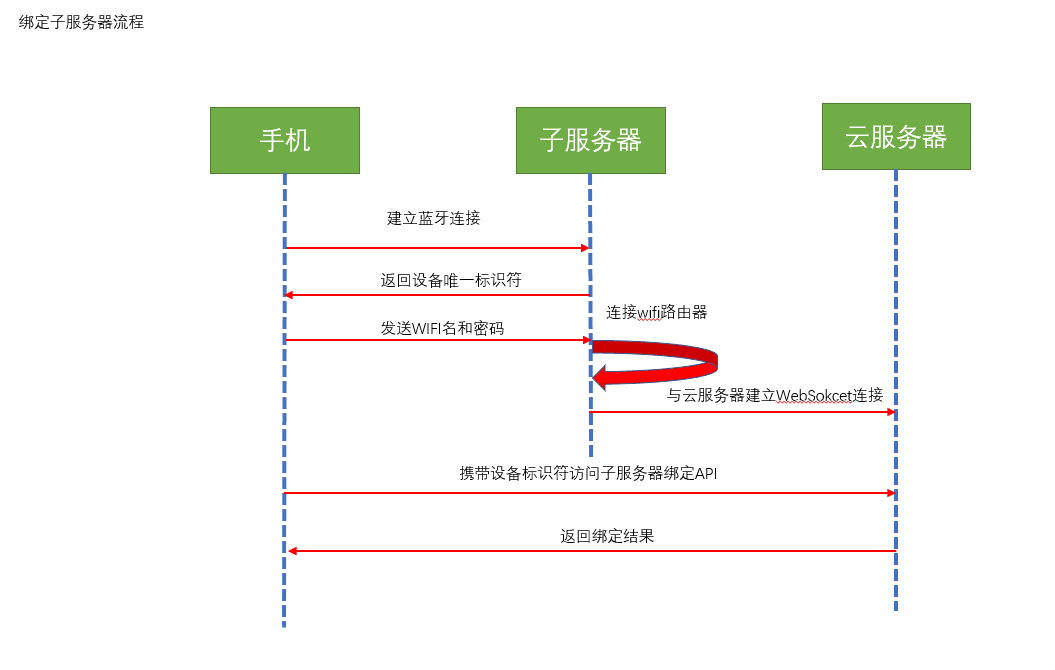 绑定子服务器流程
手机
子服务器
云服务器
建立蓝牙连接
返回设备唯一标识符
连接wifi路由器
发送WIFI名和密码
与云服务器建立WebSokcet连接
携带设备标识符访问子服务器绑定API
返回绑定结果